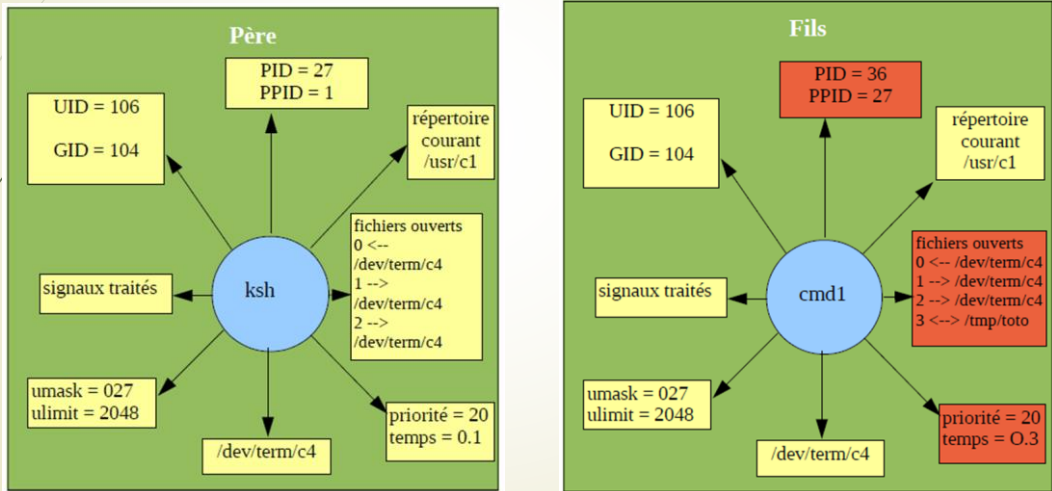 Père
PID = 27
PPID = 1
UID = 106
GID = 104
répertoire
courant
/usr/c1
fichiers ouverts
0 <--
/dev/term/c4
1 -->
/dev/term/c4
2 -->
/dev/term/c4
signaux traités
ksh
umask = 027
ulimit = 2048
priorité = 20
temps = 0.1
/dev/term/c4
Fils
PID = 36
PPID = 27
UID = 106
GID = 104
répertoire
courant
/usr/c1
fichiers ouverts
0 <-- /dev/term/c4
1 --> /dev/term/c4
2 --> /dev/term/c4
3 <--> /tmp/toto
signaux traités
cmd1
umask = 027
ulimit = 2048
priorité = 20
temps = O.3
/dev/term/c4